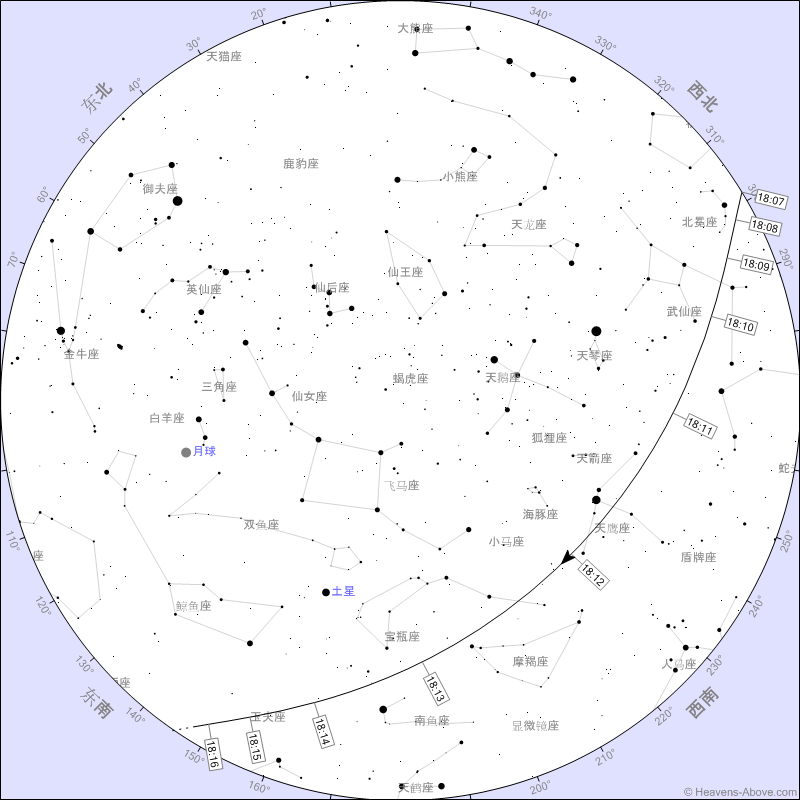 大熊座
20°
340°
30°
330°
天猫座
东北
40°
320°
西北
50°
310°
鹿豹座
小熊座
御夫座
60°
18:07
北冕座
天龙座
18:08
70°
290°
18:09
仙王座
英仙座
仙后座
武仙座
18:10
金牛座
天琴座
三角座
仙女座
蝎虎座
天鹅座
白羊座
18:11
月球
狐狸座
天箭座
飞马座
海豚座
双鱼座
天鹰座
110°
小马座
盾牌座
250°
座
18:12
土星
鲸鱼座
120°
240°
宝瓶座
摩羯座
人马座
130°
230°
座
18:13
东南
西南
140°
玉夫座
南鱼座
显微镜座
220°
18:14
18:15
18:16
150°
210°
160°
天鹤座
200°
© Heavens-Above.com